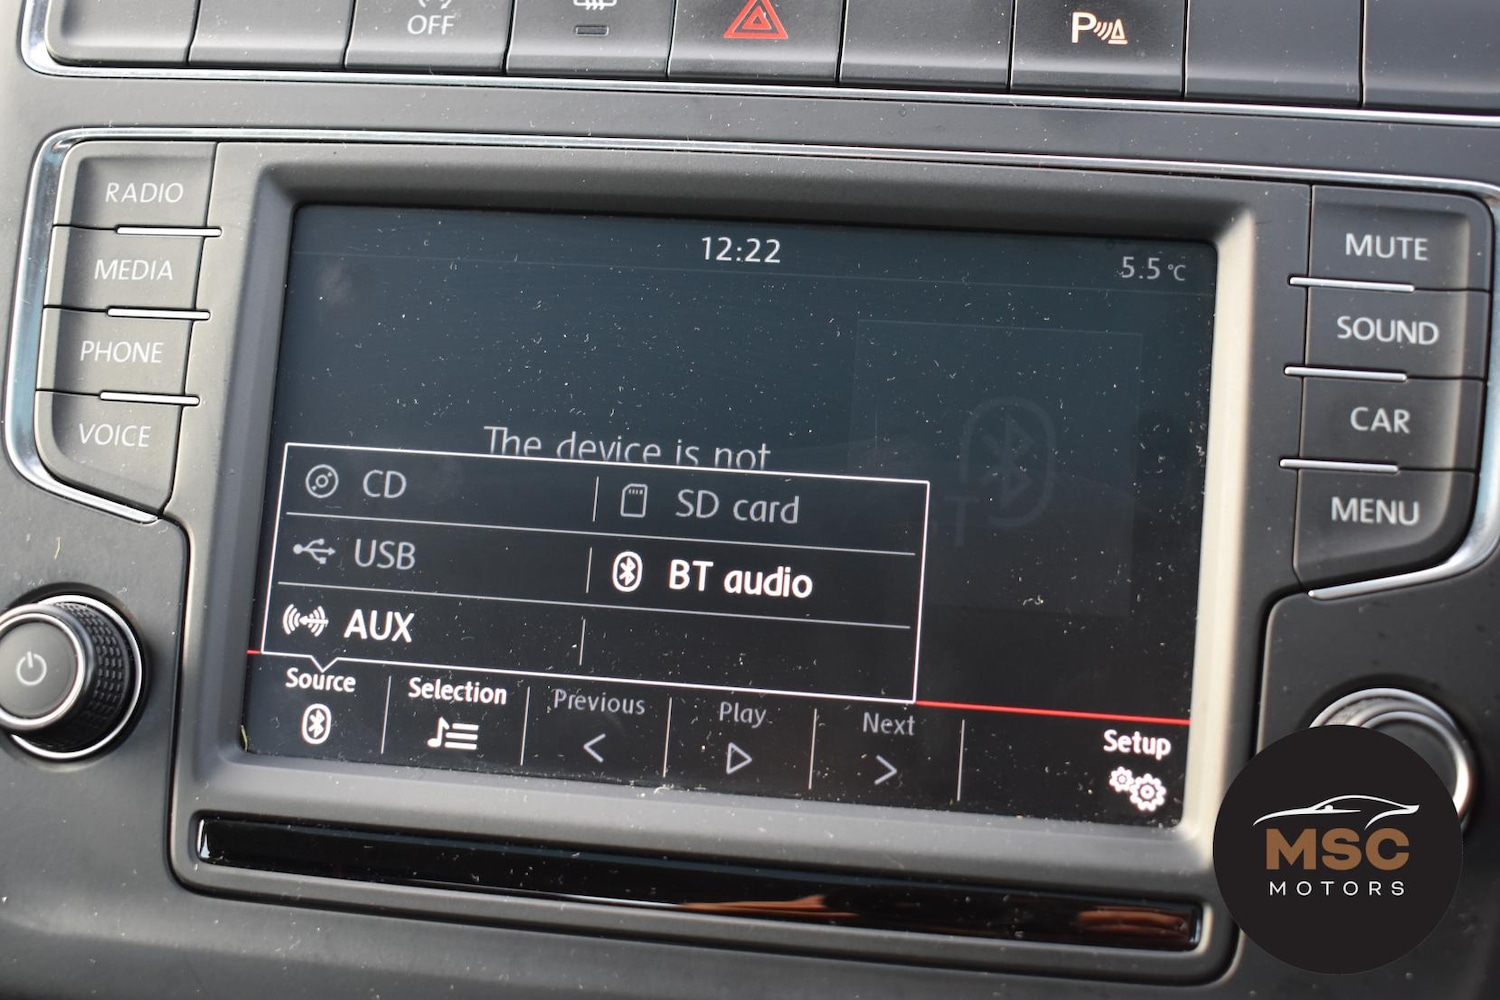 OFF
P
RADIO
MEDIA
PHONE
VOICE
12:22
5.5°C
The device is not
CD
SD card
USB
BT audio
AUX
Source
Selection
Previous
Play
Next
Setup
MUTE
SOUND
CAR
MENU
MSC
MOTORS